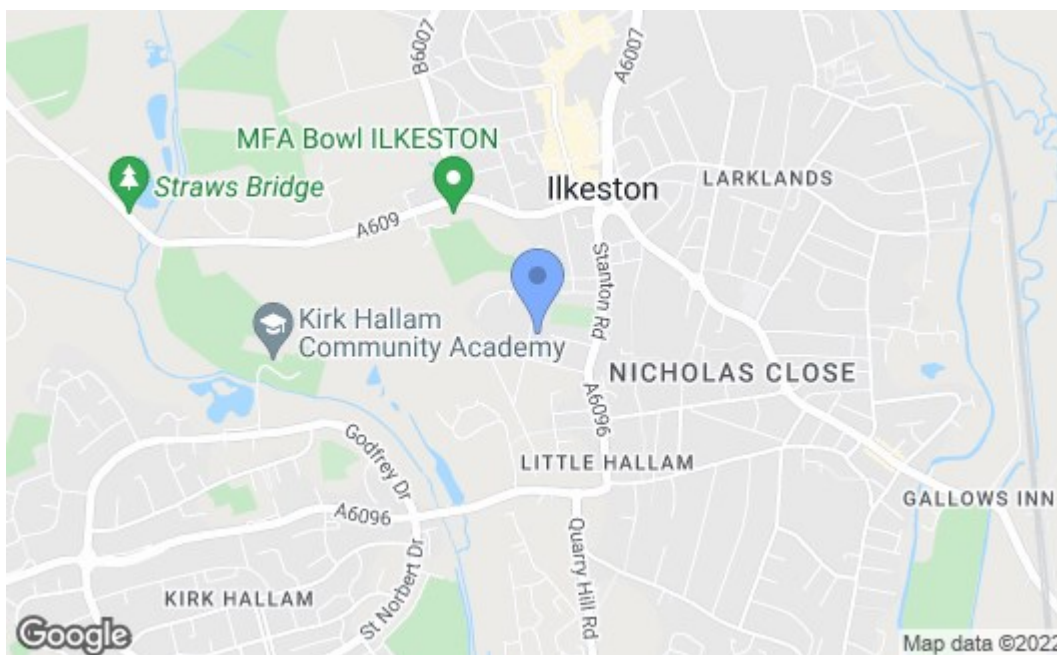 B6007
A6007
MFA Bowl ILKESTON
Straws Bridge
Ilkeston
LARKLANDS
A609
Stanton Rd
Kirk Hallam
Community Academy
NICHOLAS CLOSE
A6096
Godfrey Dr
LITTLE HALLAM
GALLOWS INN
A6096
Quarry Hill Rd
St Norbert Dr
KIRK HALLAM
Google
Map data ©2022